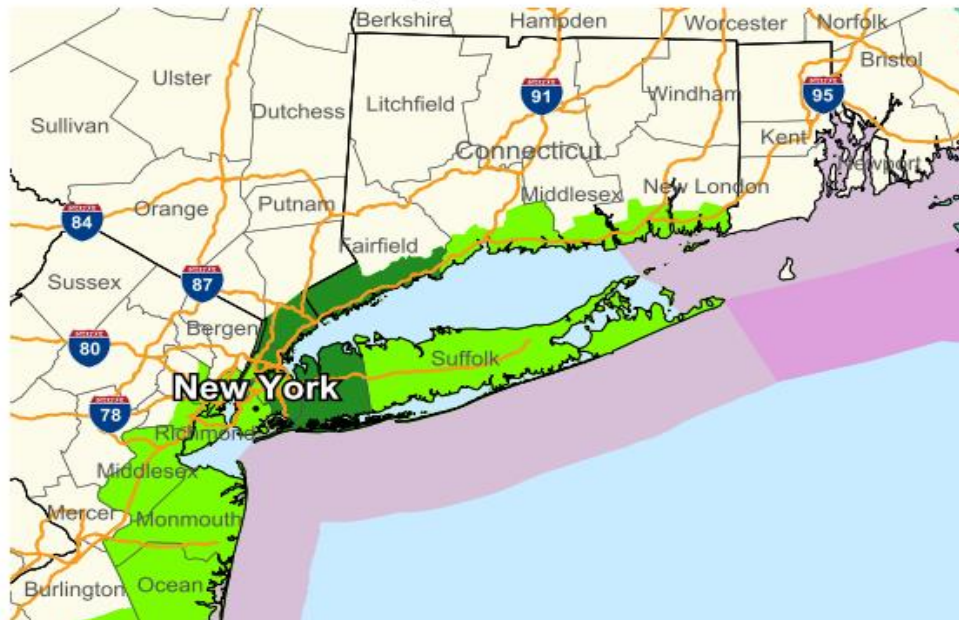 Berkshire
Hampden
Worcester
Norfolk
Bristol
Ulster
Dutchess
Litchfield
91
Windham
95
Sullivan
Kent
Connecticut
Newport
Middlesex
New London
Putnam
Orange
84
Fairfield
Sussex
87
Bergen
80
Suffolk
New York
78
Richmond
Middlesex
Mercer
Monmouth
Burlington
Ocean